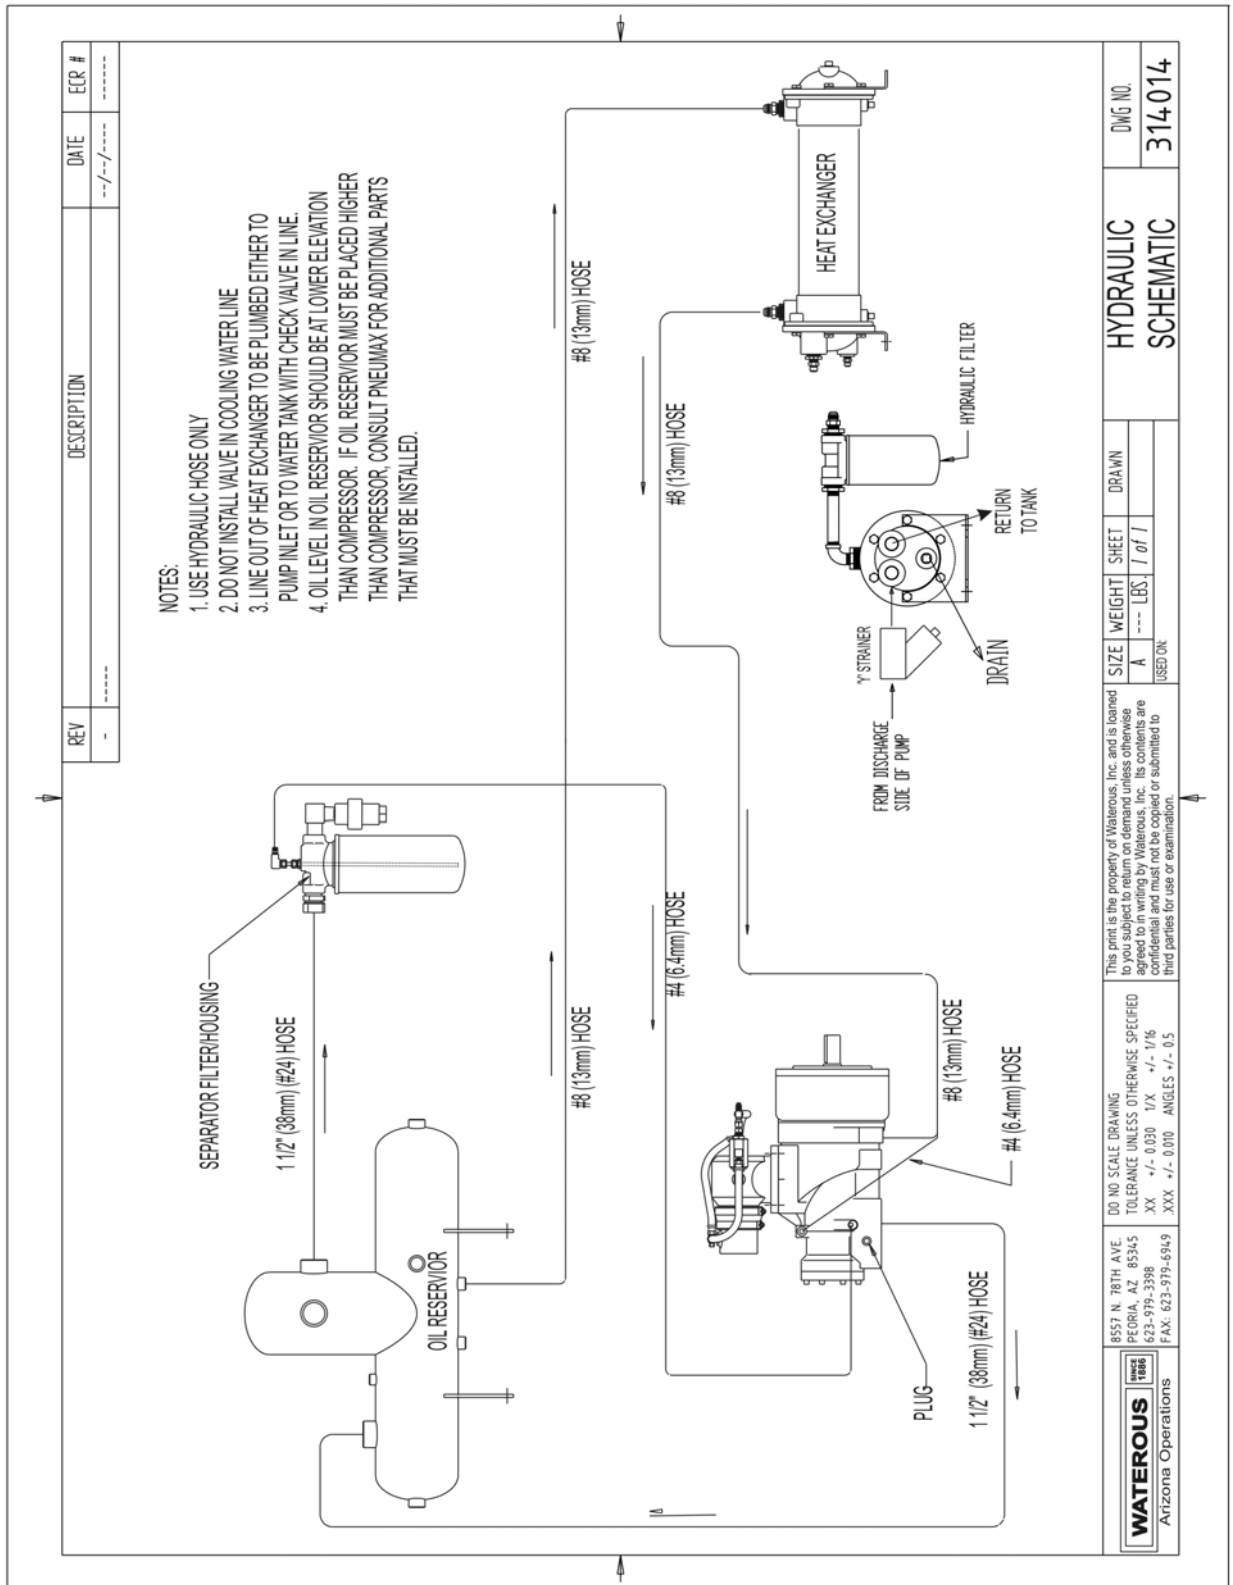 REV
DESCRIPTION
DATE
ECR #
-
-----
--/--/----
------
NOTES:
1. USE HYDRAULIC HOSE ONLY
2. DO NOT INSTALL VALVE IN COOLING WATER LINE
3. LINE OUT OF HEAT EXCHANGER TO BE PLUMBED EITHER TO
PUMP INLET OR TO WATER TANK WITH CHECK VALVE IN LINE.
4. OIL LEVEL IN OIL RESERVIOR SHOULD BE AT LOWER ELEVATION
THAN COMPRESSOR. IF OIL RESERVIOR MUST BE PLACED HIGHER
THAN COMPRESSOR, CONSULT PNEUMAX FOR ADDITIONAL PARTS
THAT MUST BE INSTALLED.
SEPARATOR FILTER/HOUSING
1 1/2" (38mm) (#24) HOSE
OIL RESERVIOR
#8 (13mm) HOSE
#8 (13mm) HOSE
#8 (13mm) HOSE
#4 (6.4mm) HOSE
HEAT EXCHANGER
HYDRAULIC FILTER
RETURN
TO TANK
'Y' STRAINER
DRAIN
FROM DISCHARGE
SIDE OF PUMP
#8 (13mm) HOSE
#4 (6.4mm) HOSE
PLUG
1 1/2" (38mm) (#24) HOSE
WATEROUS
SINCE
1886
Arizona Operations
8557 N. 78TH AVE.
PEORIA, AZ 85345
623-979-3398
FAX: 623-979-6949
DO NO SCALE DRAWING
TOLERANCE UNLESS OTHERWISE SPECIFIED
.XX +/- 0.030 1/X +/- 1/16
.XXX +/- 0.010 ANGLES +/- 0.5
This print is the property of Waterous, Inc. and is loaned
to you subject to return on demand unless otherwise
agreed to in writing by Waterous, Inc. Its contents are
confidential and must not be copied or submitted to
third parties for use or examination.
SIZE
A
WEIGHT
--- LBS.
SHEET
1 of 1
DRAWN
USED ON:
HYDRAULIC
SCHEMATIC
DWG NO.
314014